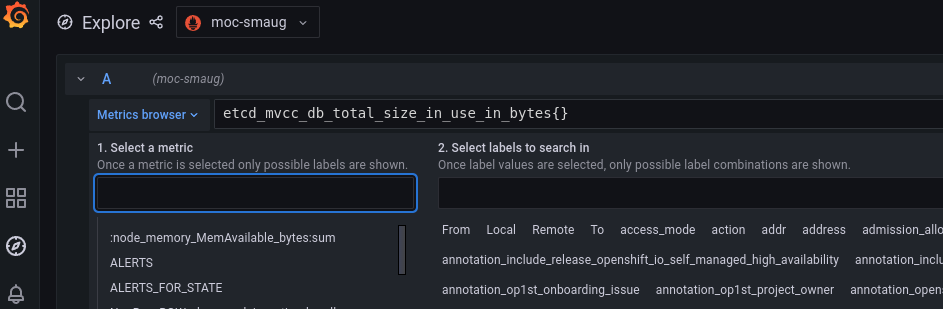 Explore moc-smaug
A (moc-smaug)
Metrics browser etcd_mvcc_db_total_size_in_use_in_bytes{}
1. Select a metric
Once a metric is selected only possible labels are shown.
:node_memory_MemAvailable_bytes:sum
ALERTS
ALERTS_FOR_STATE
2. Select labels to search in
Once label values are selected, only possible label combinations are shown.
From Local Remote To access_mode action addr address admission_allo
annotation_include_release_openshift_io_self_managed_high_availability annotation_inclu
annotation_op1st_onboarding_issue annotation_op1st_project_owner annotation_opens